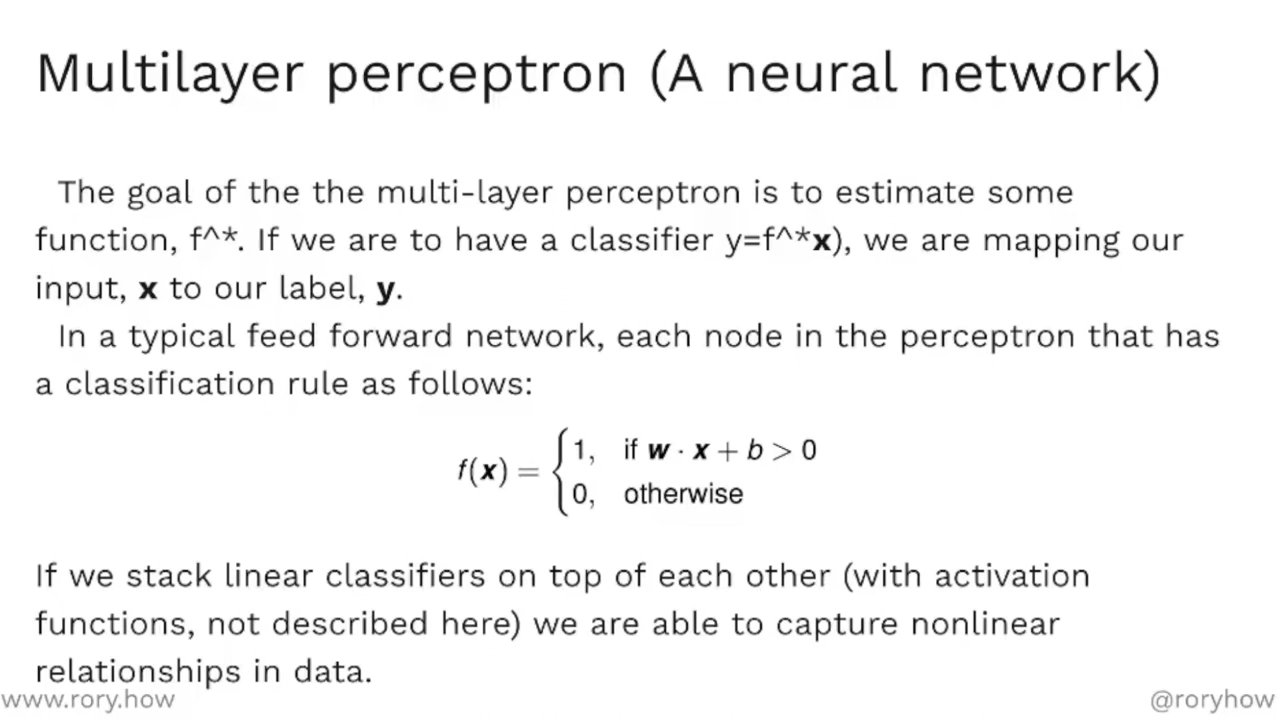 Multilayer perceptron (A neural network)
The goal of the the multi-layer perceptron is to estimate some
function, f^*. If we are to have a classifier y=f^*x), we are mapping our
input, x to our label, y.
In a typical feed forward network, each node in the perceptron that has
a classification rule as follows:
f(x) = {1, if w · x + b > 0
0, otherwise
If we stack linear classifiers on top of each other (with activation
functions, not described here) we are able to capture nonlinear
relationships in data.
www.rory.how
@roryhow